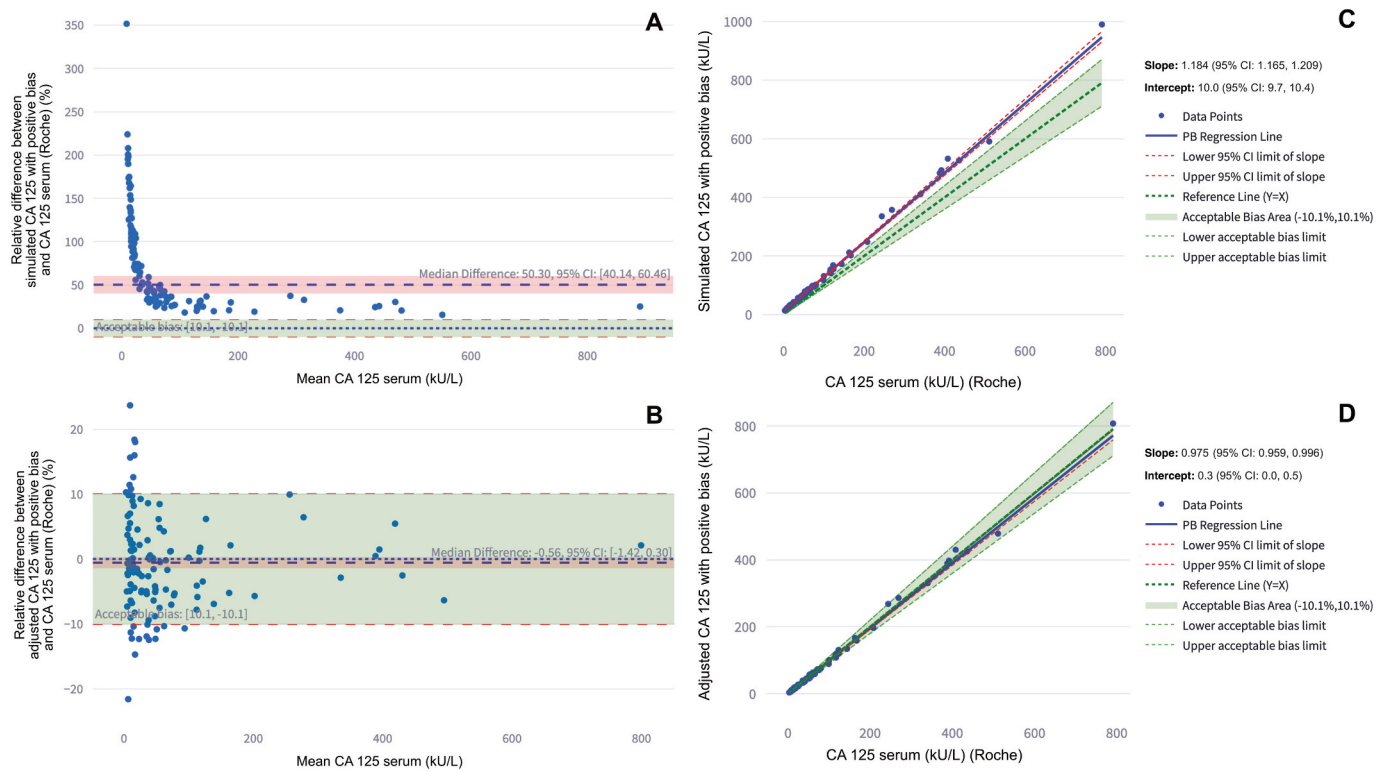 A
350
300
250
200
150
100
50
0
Relative difference between
simulated CA 125 with positive bias
and CA 125 serum (Roche) (%)
Median Difference: 50.30, 95% CI: [40.14, 60.46]
Acceptable bias: [10.1, -10.1]
0
200
400
600
800
Mean CA 125 serum (kU/L)
C
1000
800
600
400
200
0
Simulated CA 125 with positive bias (kU/L)
0
200
400
600
800
CA 125 serum (kU/L) (Roche)
Slope: 1.184 (95% CI: 1.165, 1.209)
Intercept: 10.0 (95% CI: 9.7, 10.4)
Data Points
PB Regression Line
Lower 95% CI limit of slope
Upper 95% CI limit of slope
Reference Line (Y=X)
Acceptable Bias Area (-10.1%,10.1%)
Lower acceptable bias limit
Upper acceptable bias limit
B
20
10
0
−10
−20
Relative difference between
adjusted CA 125 with positive bias
and CA 125 serum (Roche) (%)
Median Difference: -0.56, 95% CI: [-1.42, 0.30]
Acceptable bias: [10.1, -10.1]
0
200
400
600
800
Mean CA 125 serum (kU/L)
D
800
600
400
200
0
Adjusted CA 125 with positive bias (kU/L)
0
200
400
600
800
CA 125 serum (kU/L) (Roche)
Slope: 0.975 (95% CI: 0.959, 0.996)
Intercept: 0.3 (95% CI: 0.0, 0.5)
Data Points
PB Regression Line
Lower 95% CI limit of slope
Upper 95% CI limit of slope
Reference Line (Y=X)
Acceptable Bias Area (-10.1%,10.1%)
Lower acceptable bias limit
Upper acceptable bias limit